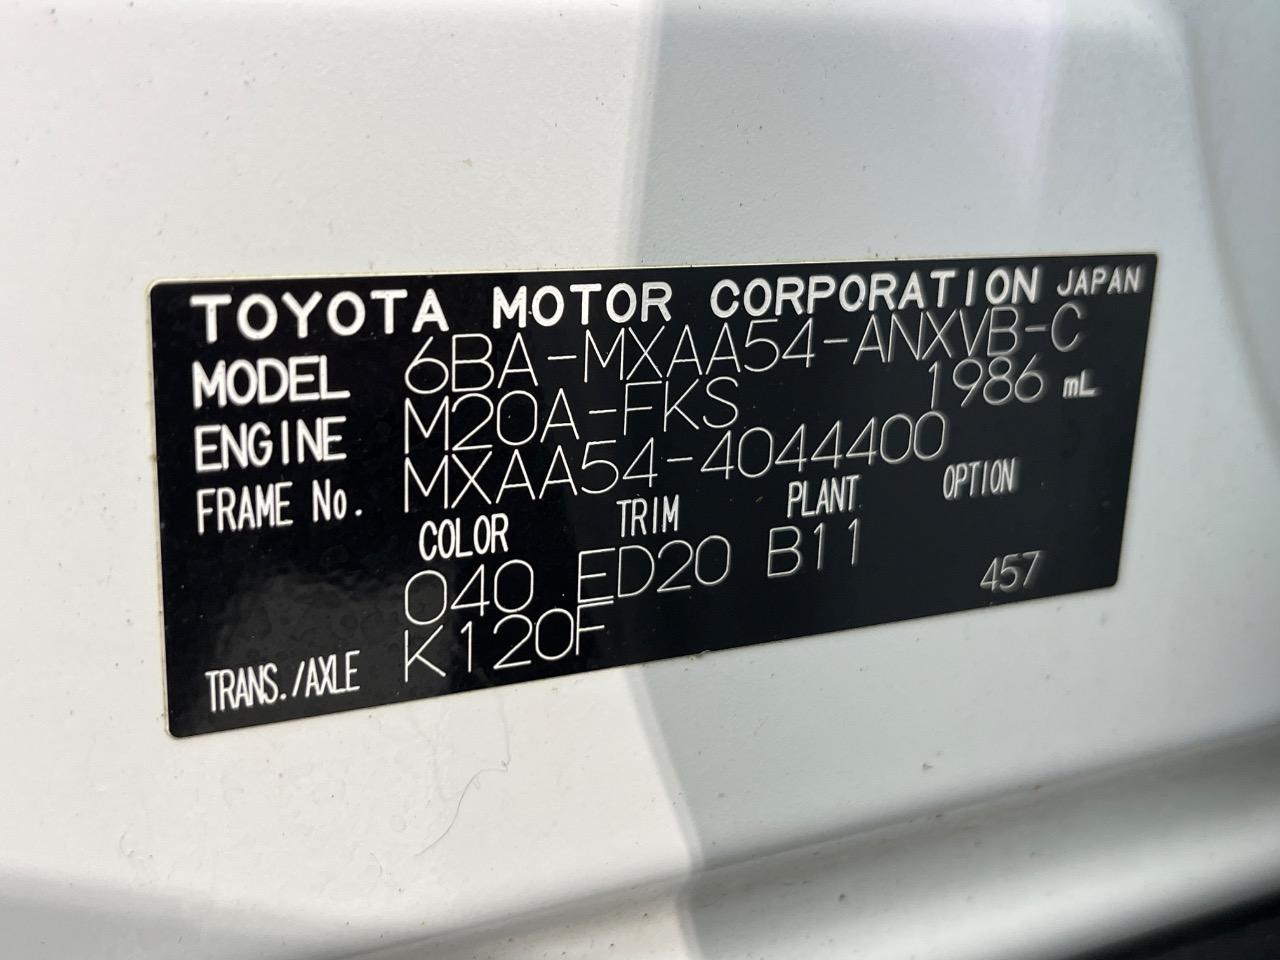 TOYOTA MOTOR CORPORATION JAPAN
MODEL 6BA-MXAA54-ANXVB-C
ENGINE M20A-FKS 1986 mL
FRAME No. MXAA54-4044400
COLOR TRIM PLANT OPTION
040 ED20 B11 457
TRANS./AXLE K120F